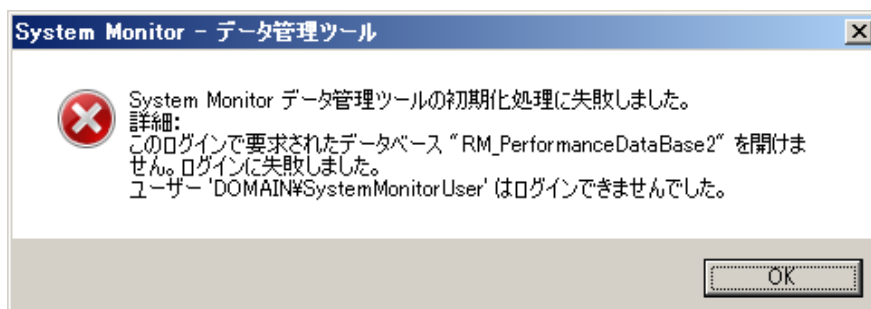 System Monitor - データ管理ツール
System Monitor データ管理ツールの初期化処理に失敗しました。
詳細:
このログインで要求されたデータベース "RM_PerformanceDataBase2" を開けま
せん。ログインに失敗しました。
ユーザー 'DOMAIN¥SystemMonitorUser' はログインできませんでした。
OK